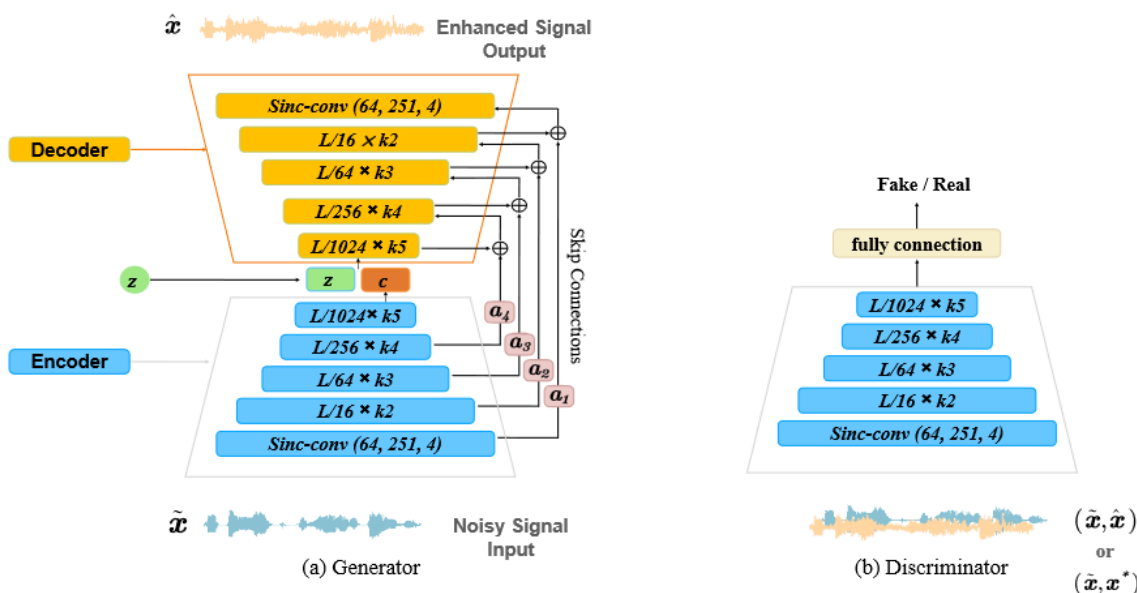 x̂
Enhanced Signal
Output
Sinc-conv (64, 251, 4)
L/16 × k2
Decoder
L/64 × k3
L/256 × k4
L/1024 × k5
z
z
c
L/1024× k5
a4
L/256 × k4
a3
Encoder
L/64 × k3
a2
L/16 × k2
a1
Sinc-conv (64, 251, 4)
Skip Connections
x̃
Noisy Signal
Input
(a) Generator
Fake / Real
fully connection
L/1024 × k5
L/256 × k4
L/64 × k3
L/16 × k2
Sinc-conv (64, 251, 4)
(x̃, x̂)
or
(x̃, x*)
(b) Discriminator